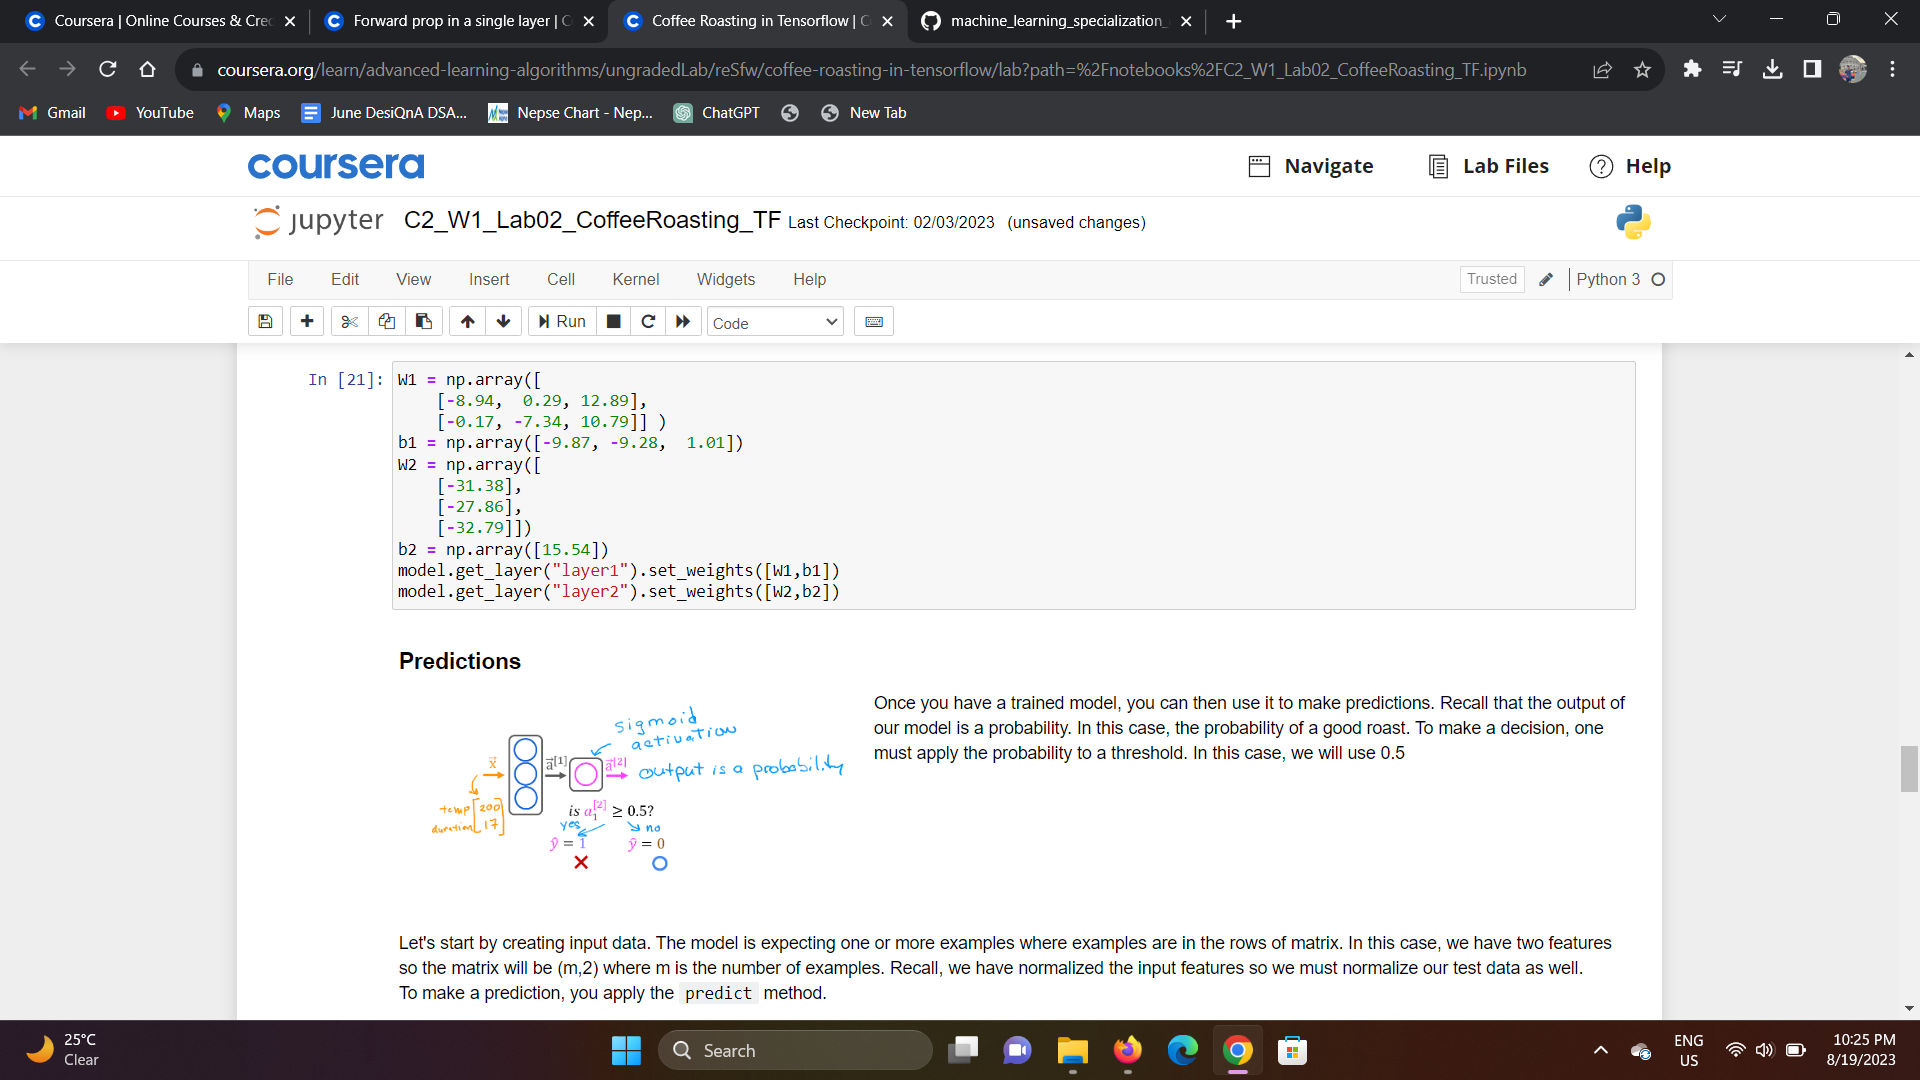 Coursera | Online Courses & Cre
Forward prop in a single layer | C
Coffee Roasting in Tensorflow | C
machine_learning_specialization_
coursera.org/learn/advanced-learning-algorithms/ungradedLab/reSfw/coffee-roasting-in-tensorflow/lab?path=%2Fnotebooks%2FC2_W1_Lab02_CoffeeRoasting_TF.ipynb
Gmail YouTube Maps June DesiQnA DSA... Nepse Chart - Nep... ChatGPT New Tab
coursera Navigate Lab Files Help
jupyter C2_W1_Lab02_CoffeeRoasting_TF Last Checkpoint: 02/03/2023 (unsaved changes)
File Edit View Insert Cell Kernel Widgets Help Trusted Python 3
Run Code
In [21]: W1 = np.array([
[-8.94, 0.29, 12.89],
[-0.17, -7.34, 10.79]] )
b1 = np.array([-9.87, -9.28, 1.01])
W2 = np.array([
[-31.38],
[-27.86],
[-32.79]])
b2 = np.array([15.54])
model.get_layer("layer1").set_weights([W1,b1])
model.get_layer("layer2").set_weights([W2,b2])
Predictions
sigmoid
activation
x⃗ a⃗[1] a⃗[2] output is a probability
temp [200
duration 17]
is a₁[2] ≥ 0.5?
yes no
ŷ = 1 ŷ = 0
Once you have a trained model, you can then use it to make predictions. Recall that the output of
our model is a probability. In this case, the probability of a good roast. To make a decision, one
must apply the probability to a threshold. In this case, we will use 0.5
Let's start by creating input data. The model is expecting one or more examples where examples are in the rows of matrix. In this case, we have two features
so the matrix will be (m,2) where m is the number of examples. Recall, we have normalized the input features so we must normalize our test data as well.
To make a prediction, you apply the predict method.
25°C
Clear
Search
ENG
US
10:25 PM
8/19/2023